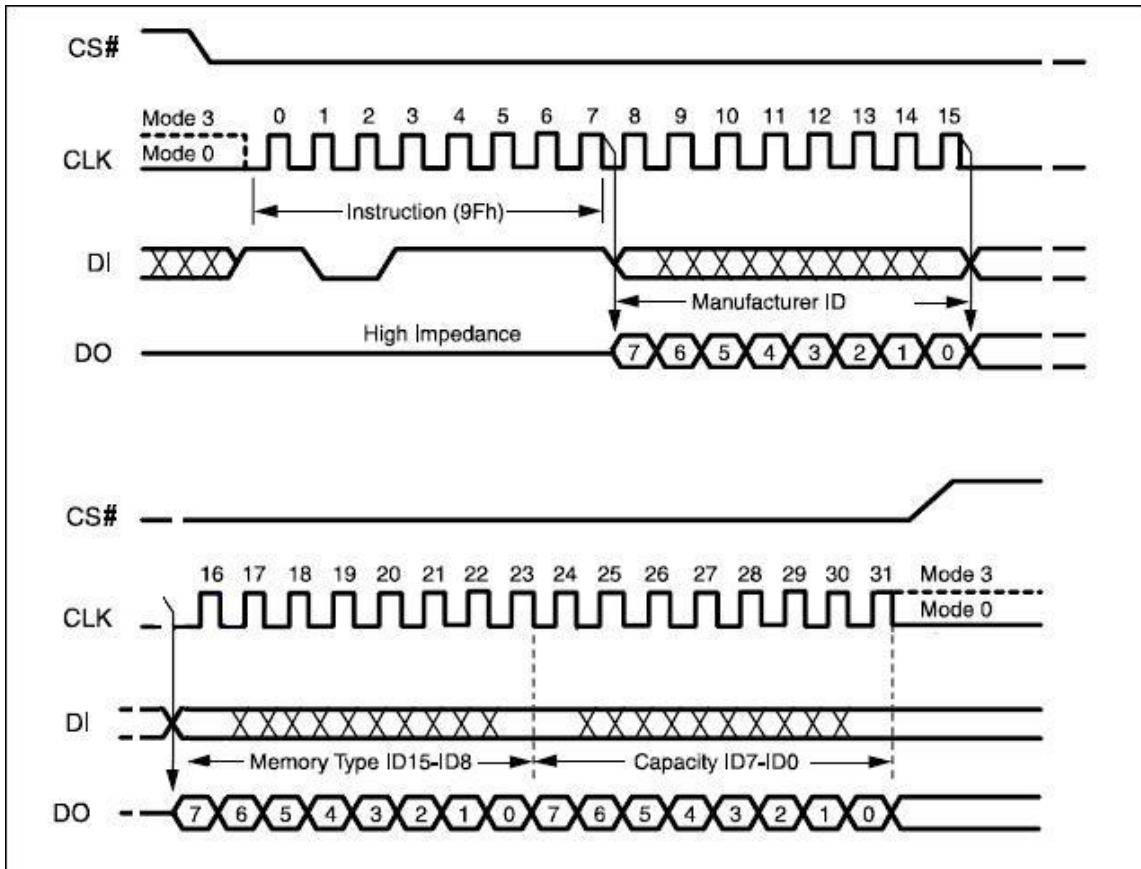 CS#
Mode 3 0 1 2 3 4 5 6 7 8 9 10 11 12 13 14 15
Mode 0
CLK
Instruction (9Fh)
DI
Manufacturer ID
High Impedance
DO 7 6 5 4 3 2 1 0
CS#
16 17 18 19 20 21 22 23 24 25 26 27 28 29 30 31 Mode 3
CLK Mode 0
DI
Memory Type ID15-ID8 Capacity ID7-ID0
DO 7 6 5 4 3 2 1 0 7 6 5 4 3 2 1 0